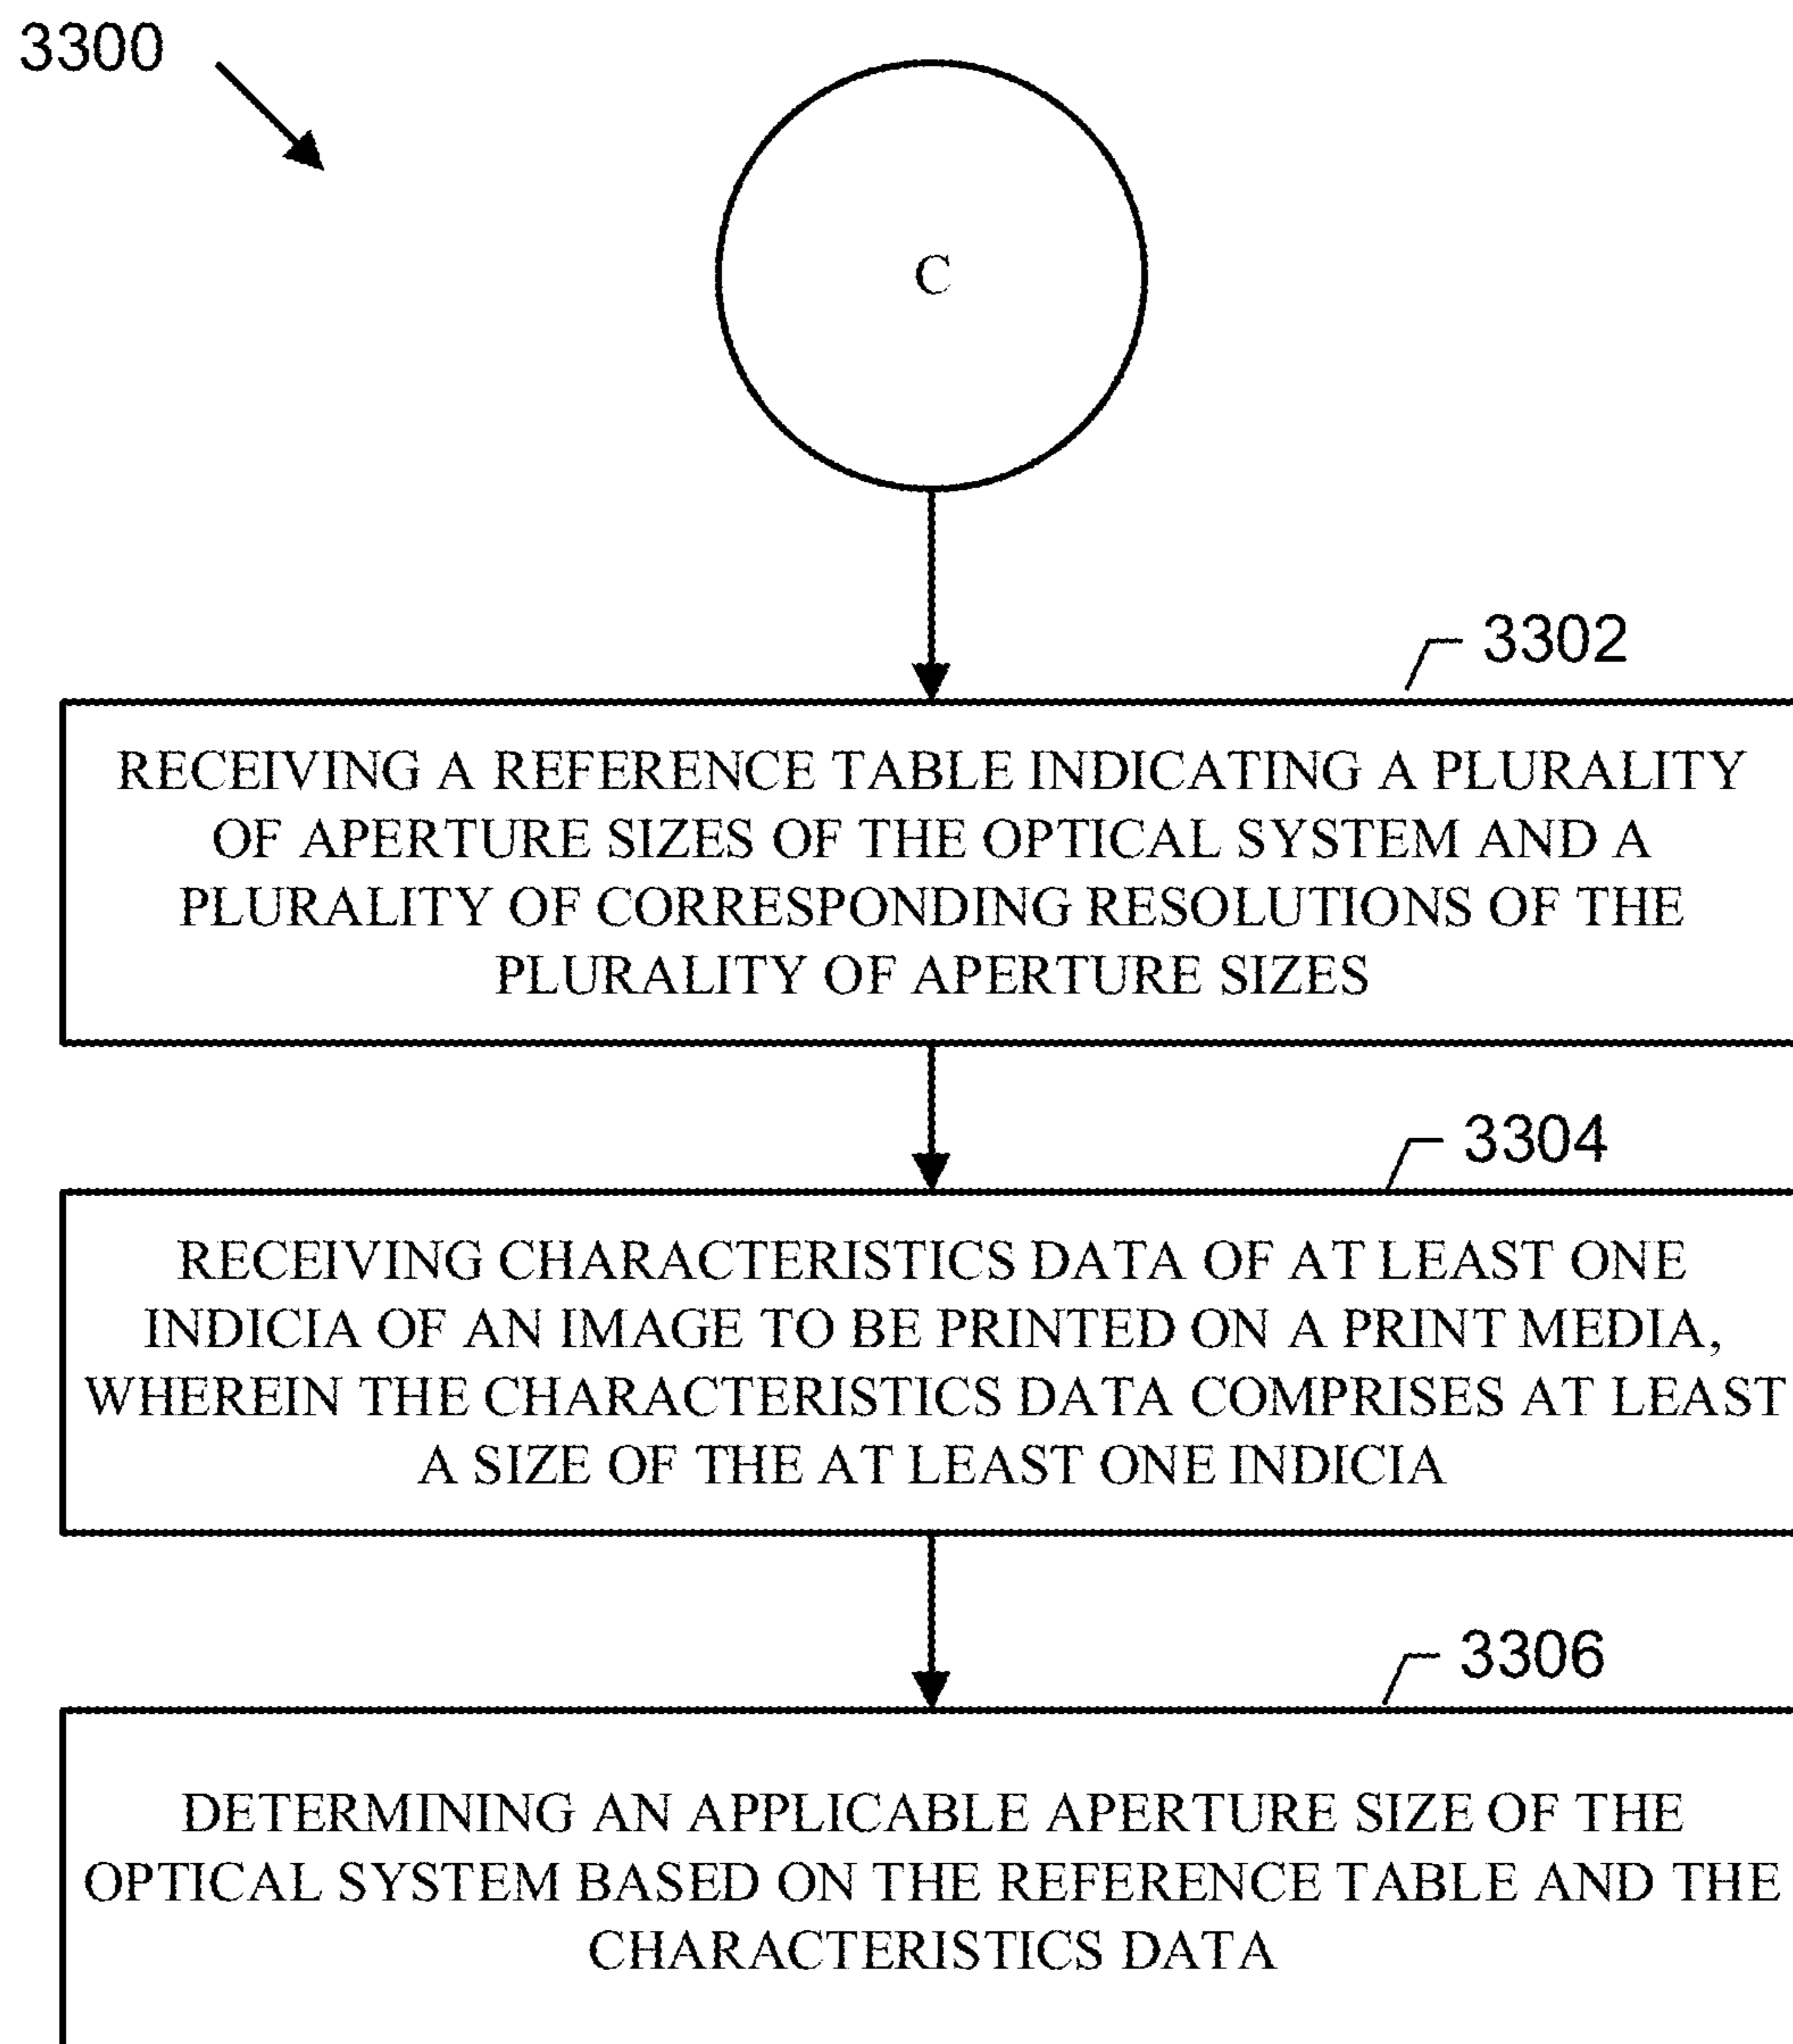 3300
C
3302
RECEIVING A REFERENCE TABLE INDICATING A PLURALITY
OF APERTURE SIZES OF THE OPTICAL SYSTEM AND A
PLURALITY OF CORRESPONDING RESOLUTIONS OF THE
PLURALITY OF APERTURE SIZES
3304
RECEIVING CHARACTERISTICS DATA OF AT LEAST ONE
INDICIA OF AN IMAGE TO BE PRINTED ON A PRINT MEDIA,
WHEREIN THE CHARACTERISTICS DATA COMPRISES AT LEAST
A SIZE OF THE AT LEAST ONE INDICIA
3306
DETERMINING AN APPLICABLE APERTURE SIZE OF THE
OPTICAL SYSTEM BASED ON THE REFERENCE TABLE AND THE
CHARACTERISTICS DATA